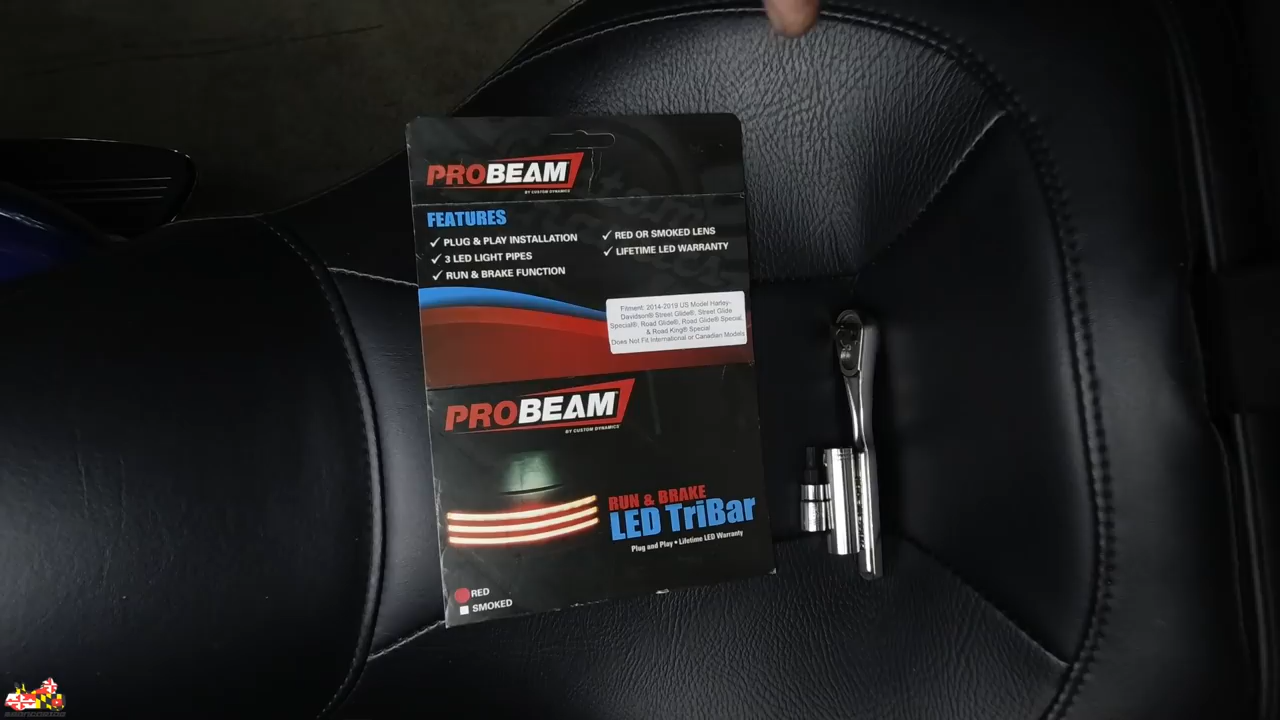 PROBEAM
BY CUSTOM DYNAMICS
FEATURES
✓ PLUG & PLAY INSTALLATION
✓ 3 LED LIGHT PIPES
✓ RUN & BRAKE FUNCTION
✓ RED OR SMOKED LENS
✓ LIFETIME LED WARRANTY
Fitment: 2014-2019 US Model Harley-
Davidson® Street Glide®, Street Glide
Special®, Road Glide®, Road Glide® Special,
& Road King® Special
Does Not Fit International or Canadian Models
PROBEAM
BY CUSTOM DYNAMICS
RUN & BRAKE
LED TriBar
Plug and Play • Lifetime LED Warranty
RED
SMOKED